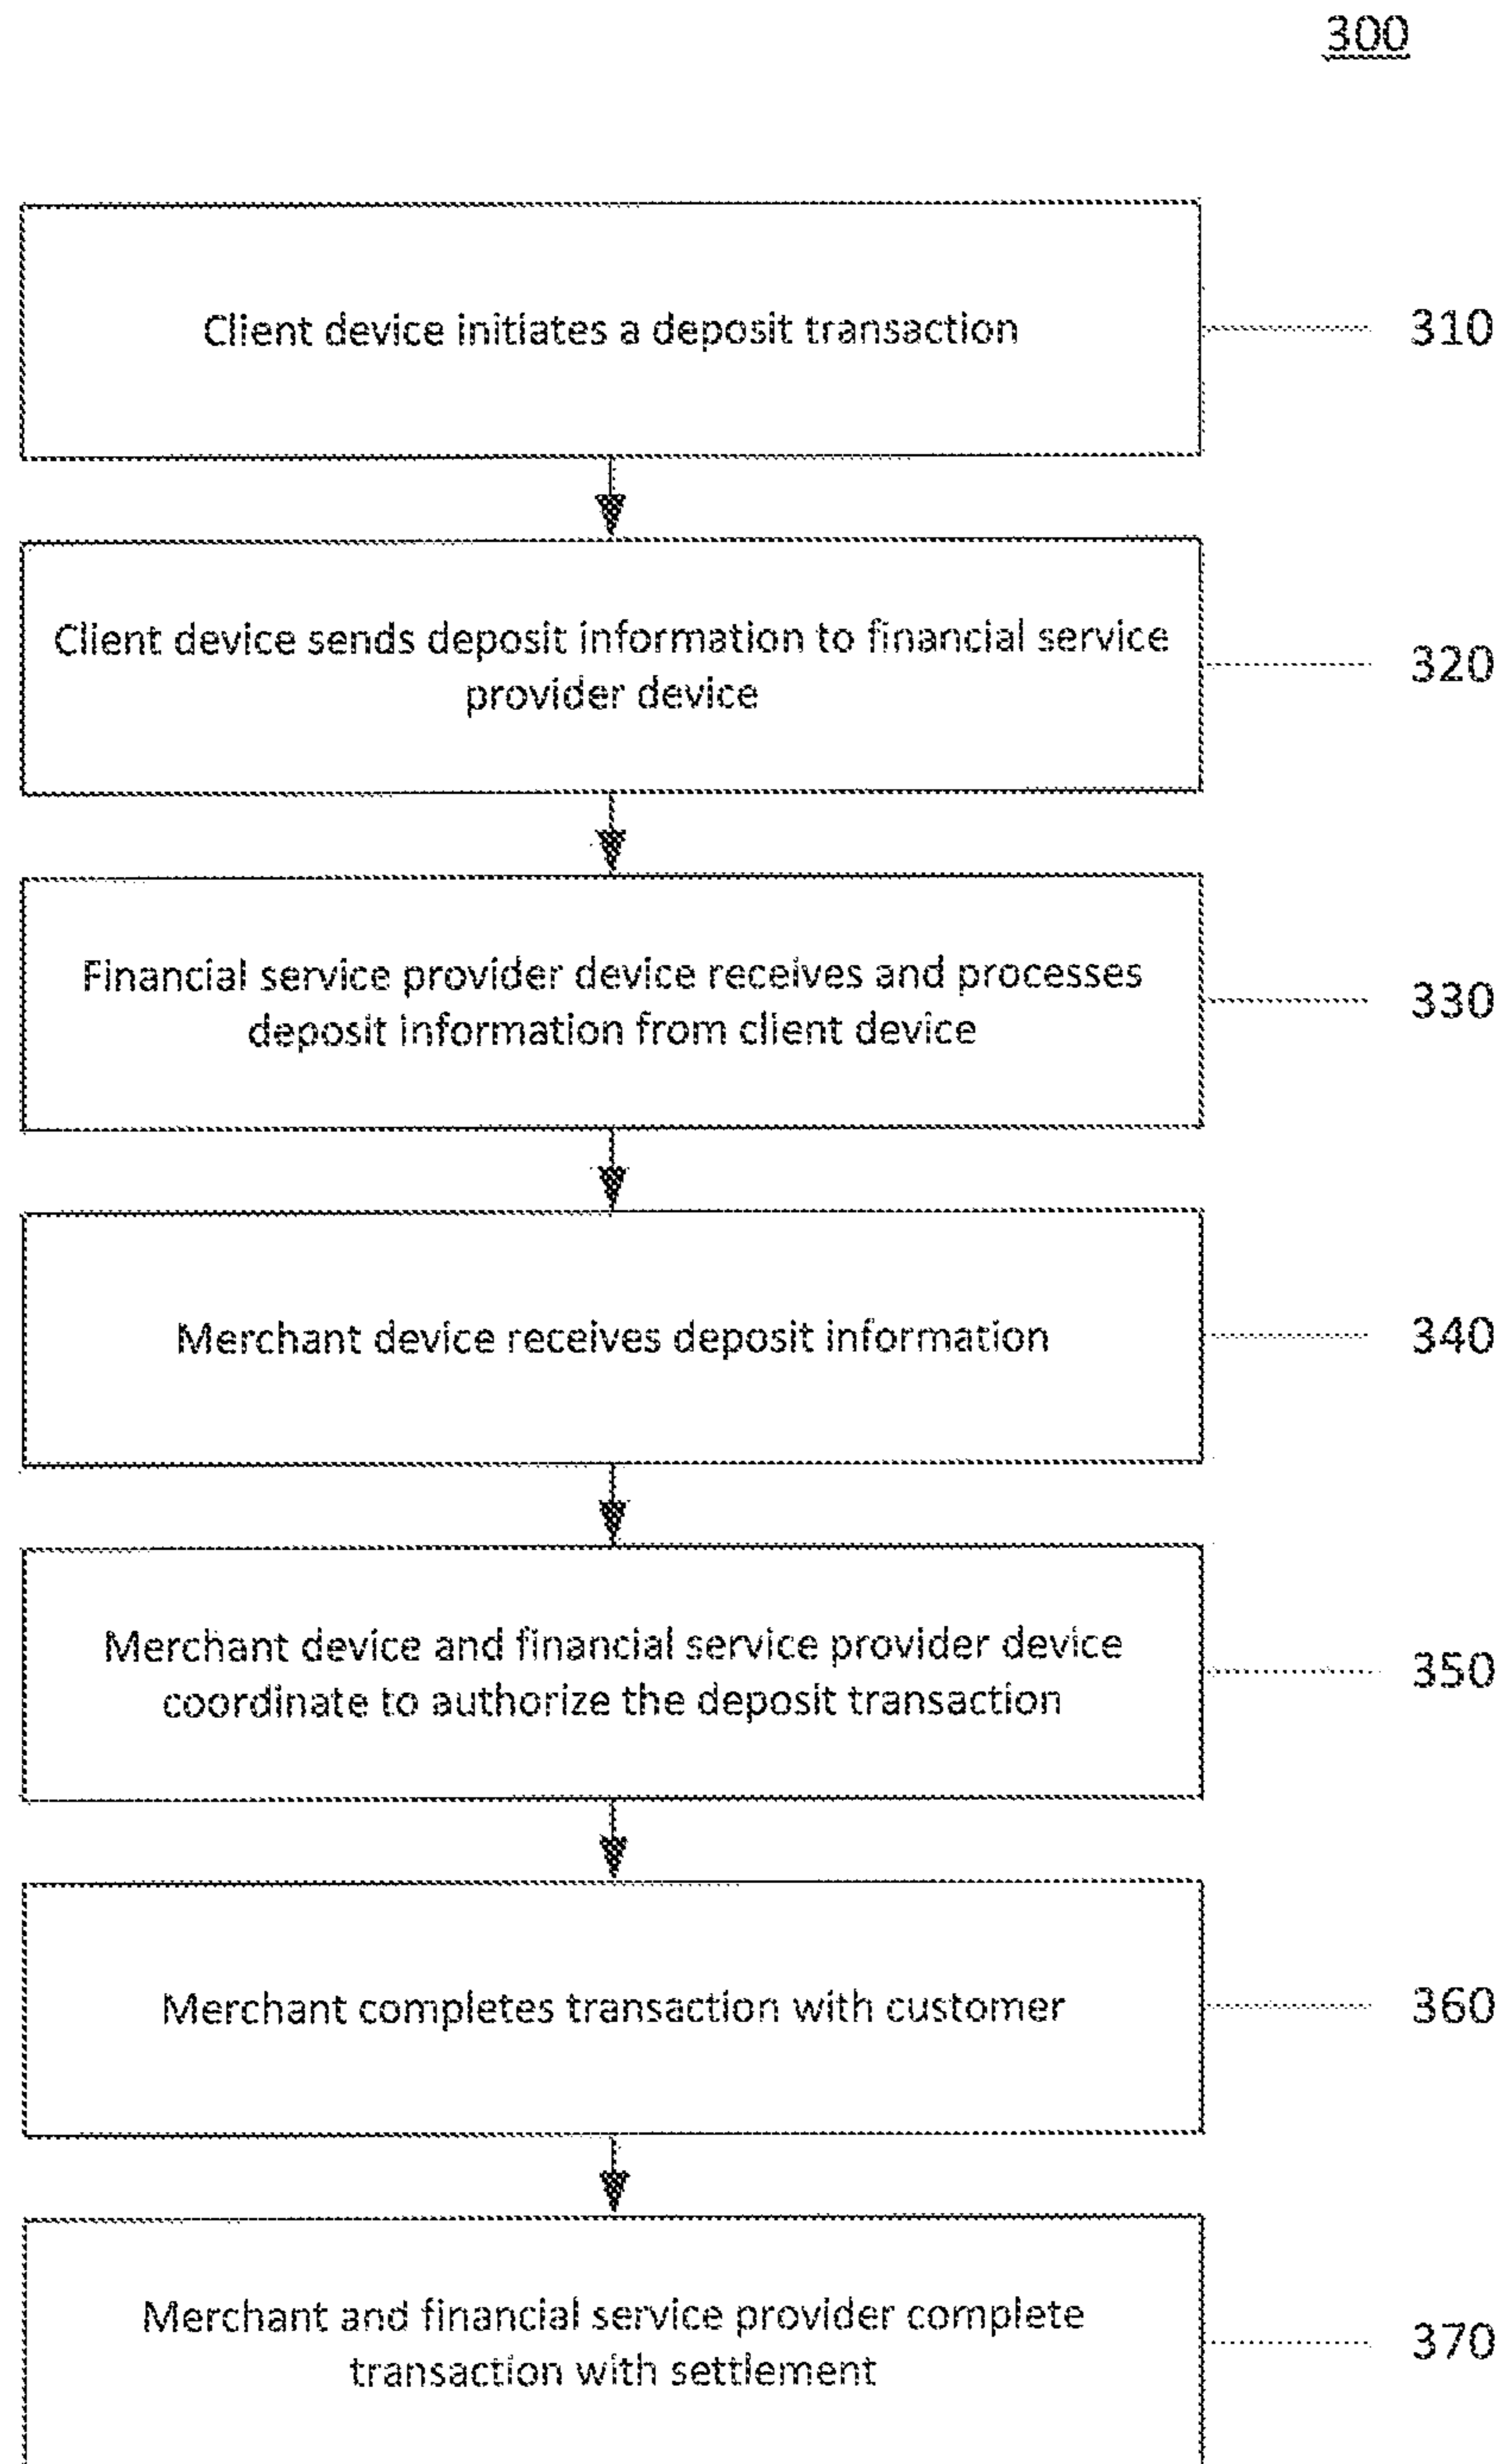 300
Client device initiates a deposit transaction
310
Client device sends deposit information to financial service
provider device
320
Financial service provider device receives and processes
deposit information from client device
330
Merchant device receives deposit information
340
Merchant device and financial service provider device
coordinate to authorize the deposit transaction
350
Merchant completes transaction with customer
360
Merchant and financial service provider complete
transaction with settlement
370